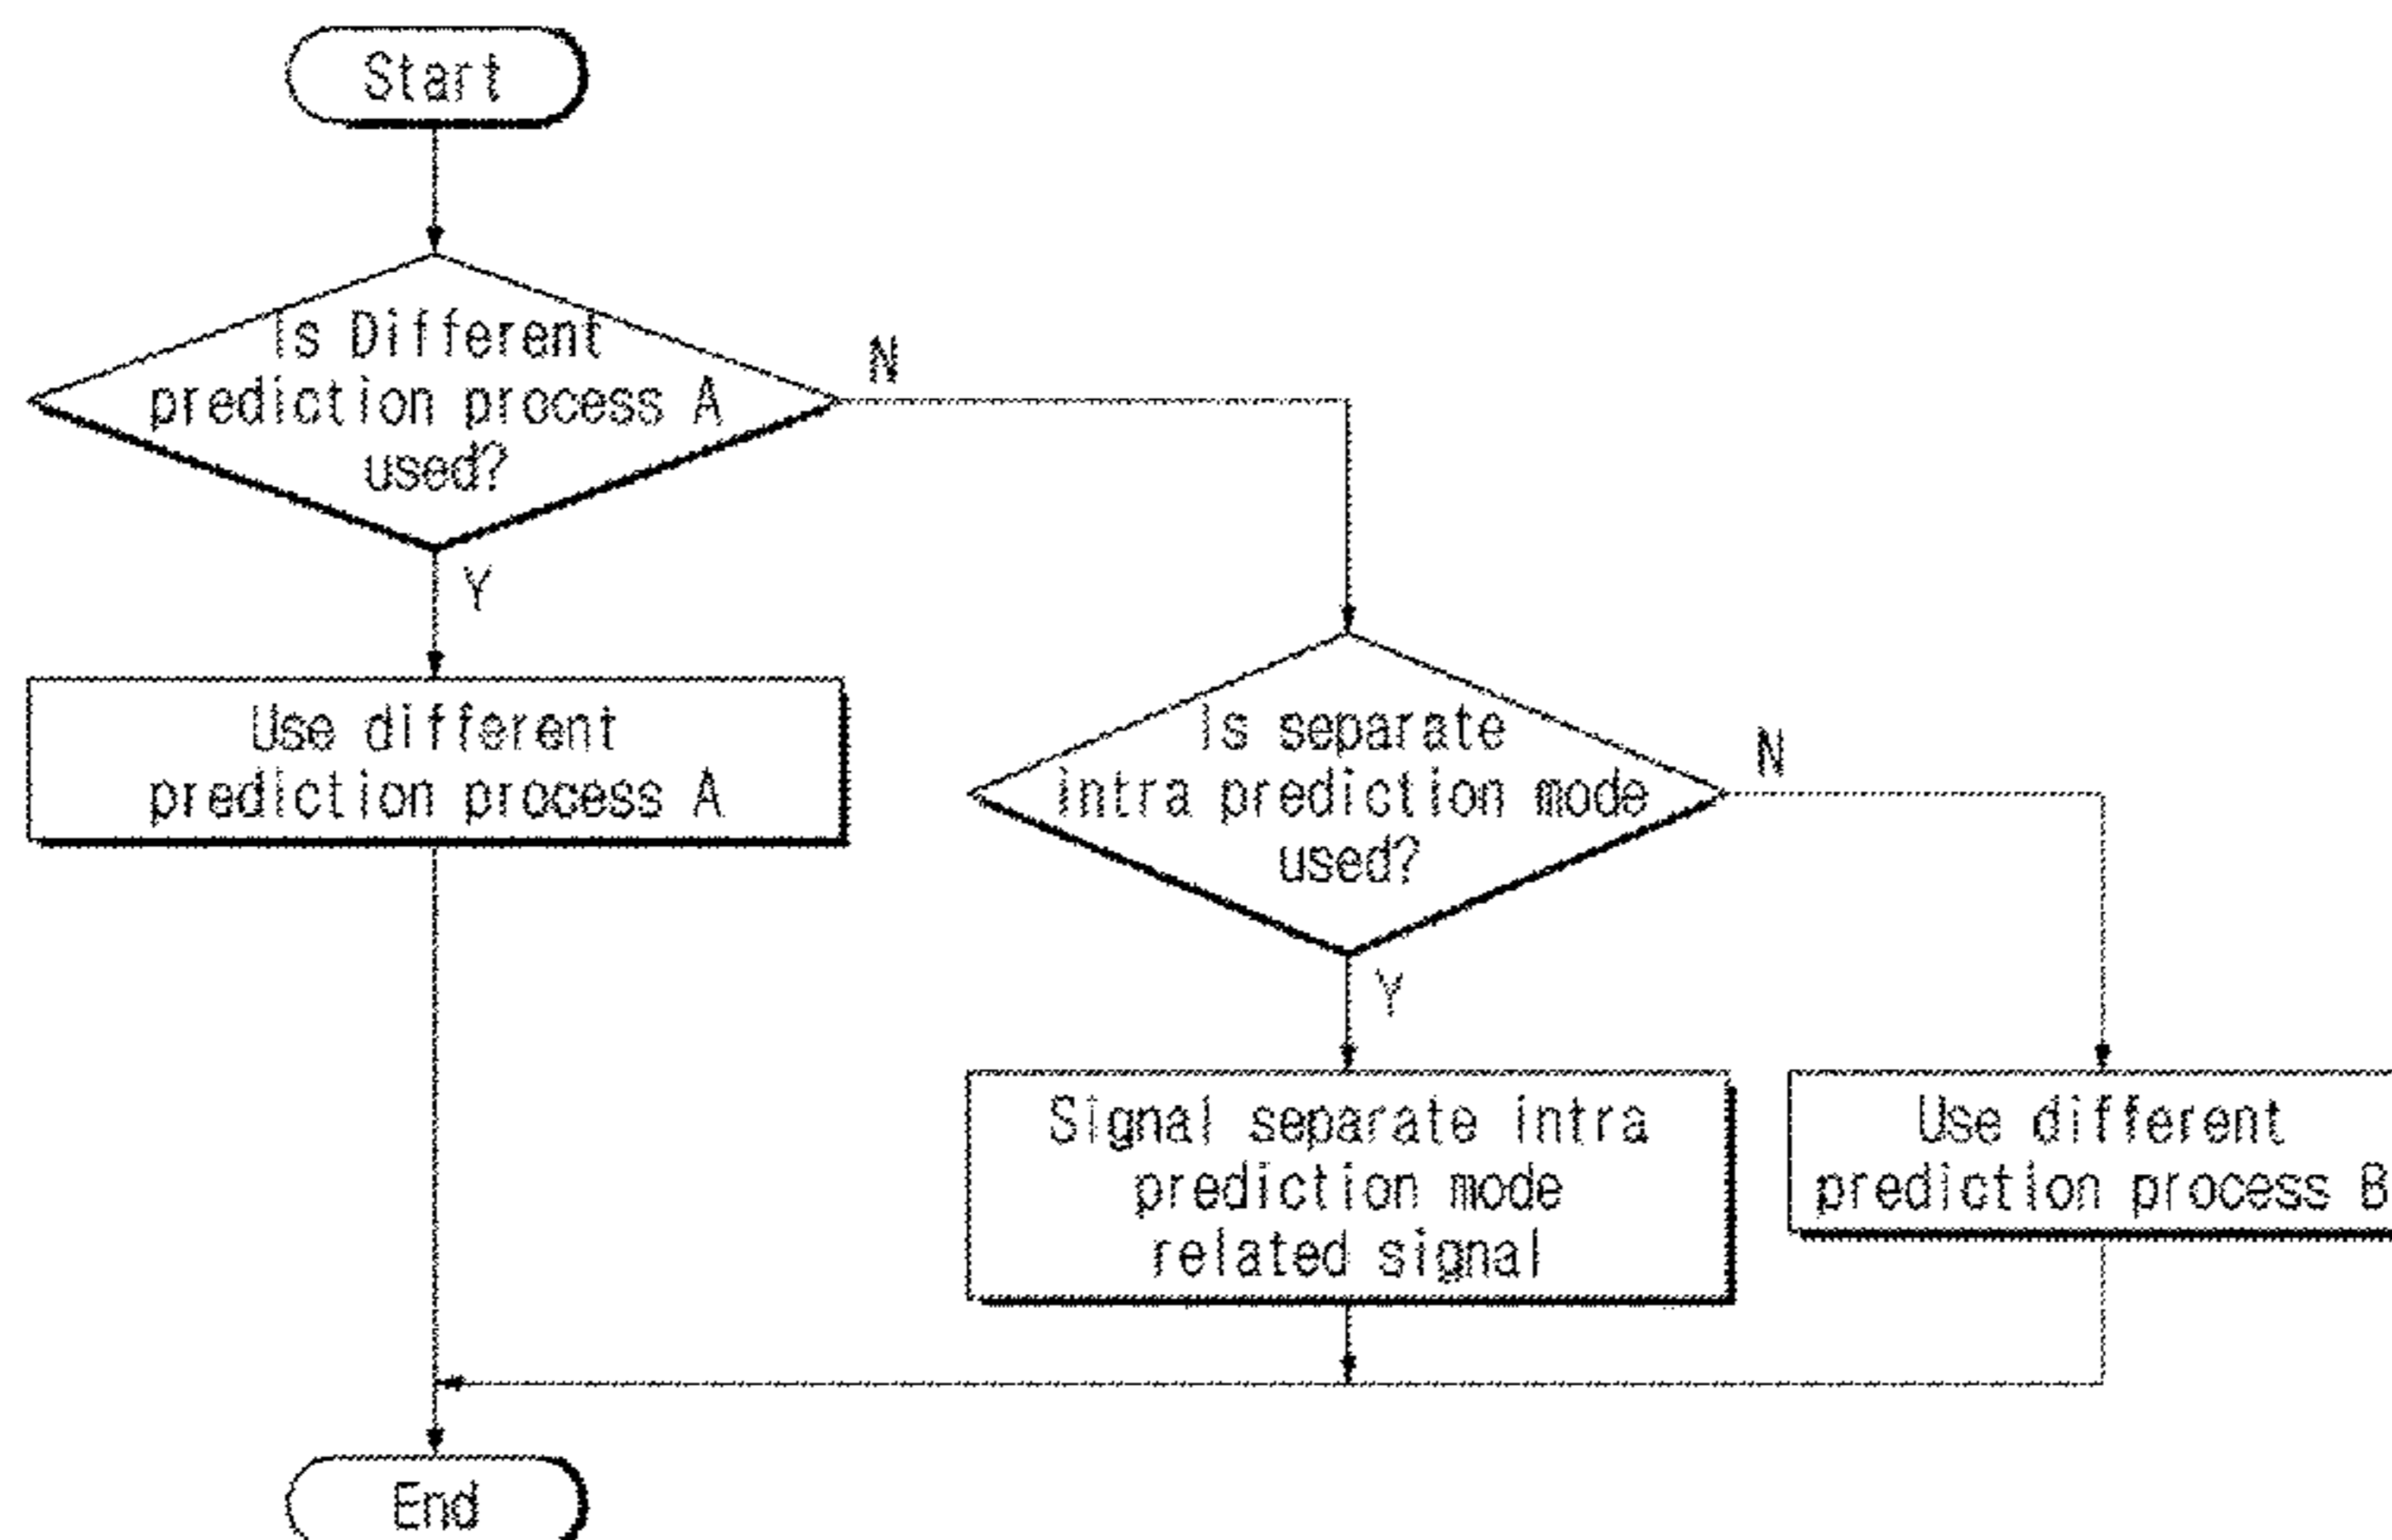 Start
Is Different
prediction process A
used?
N
Y
Use different
prediction process A
Is separate
intra prediction mode
used?
N
Y
Signal separate intra
prediction mode
related signal
Use different
prediction process B
End